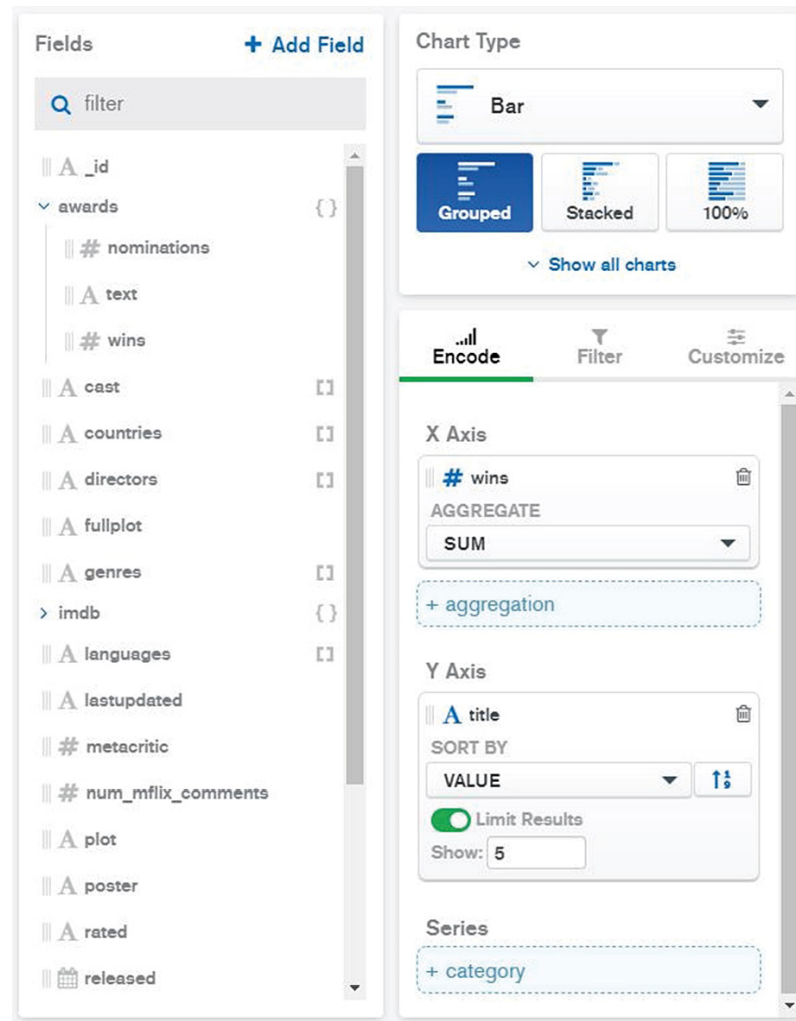 Fields
+ Add Field
filter
_id
awards
{ }
# nominations
A text
# wins
A cast
[ ]
A countries
[ ]
A directors
[ ]
A fullplot
A genres
[ ]
imdb
{ }
A languages
[ ]
A lastupdated
# metacritic
# num_mflix_comments
A plot
A poster
A rated
released
Chart Type
Bar
Grouped
Stacked
100%
Show all charts
Encode
Filter
Customize
X Axis
# wins
AGGREGATE
SUM
+ aggregation
Y Axis
A title
SORT BY
VALUE
Limit Results
Show: 5
Series
+ category